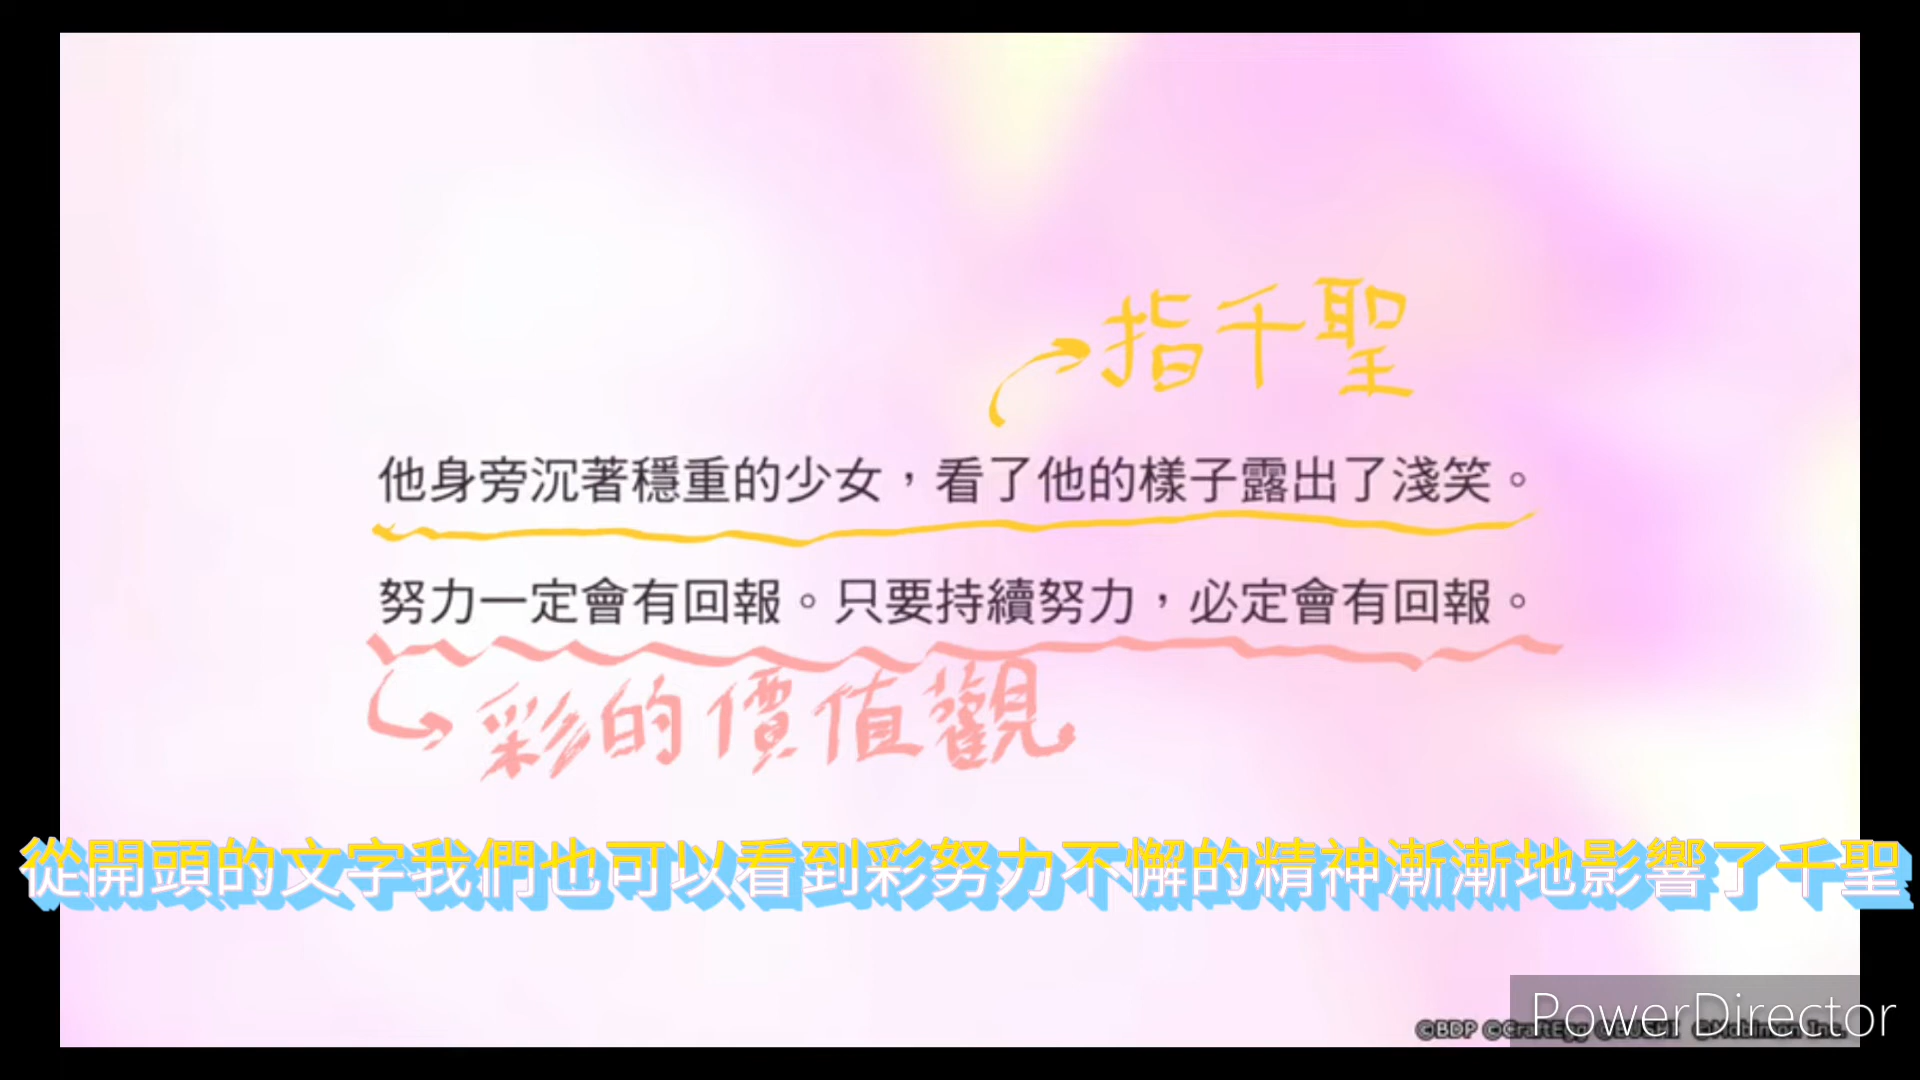 指千聖
他身旁沉著穩重的少女，看了他的樣子露出了淺笑。
努力一定會有回報。只要持續努力，必定會有回報。
彩的價值觀
從開頭的文字我們也可以看到彩努力不懈的精神漸漸地影響了千聖
PowerDirector
©BDP ©CraftEgg